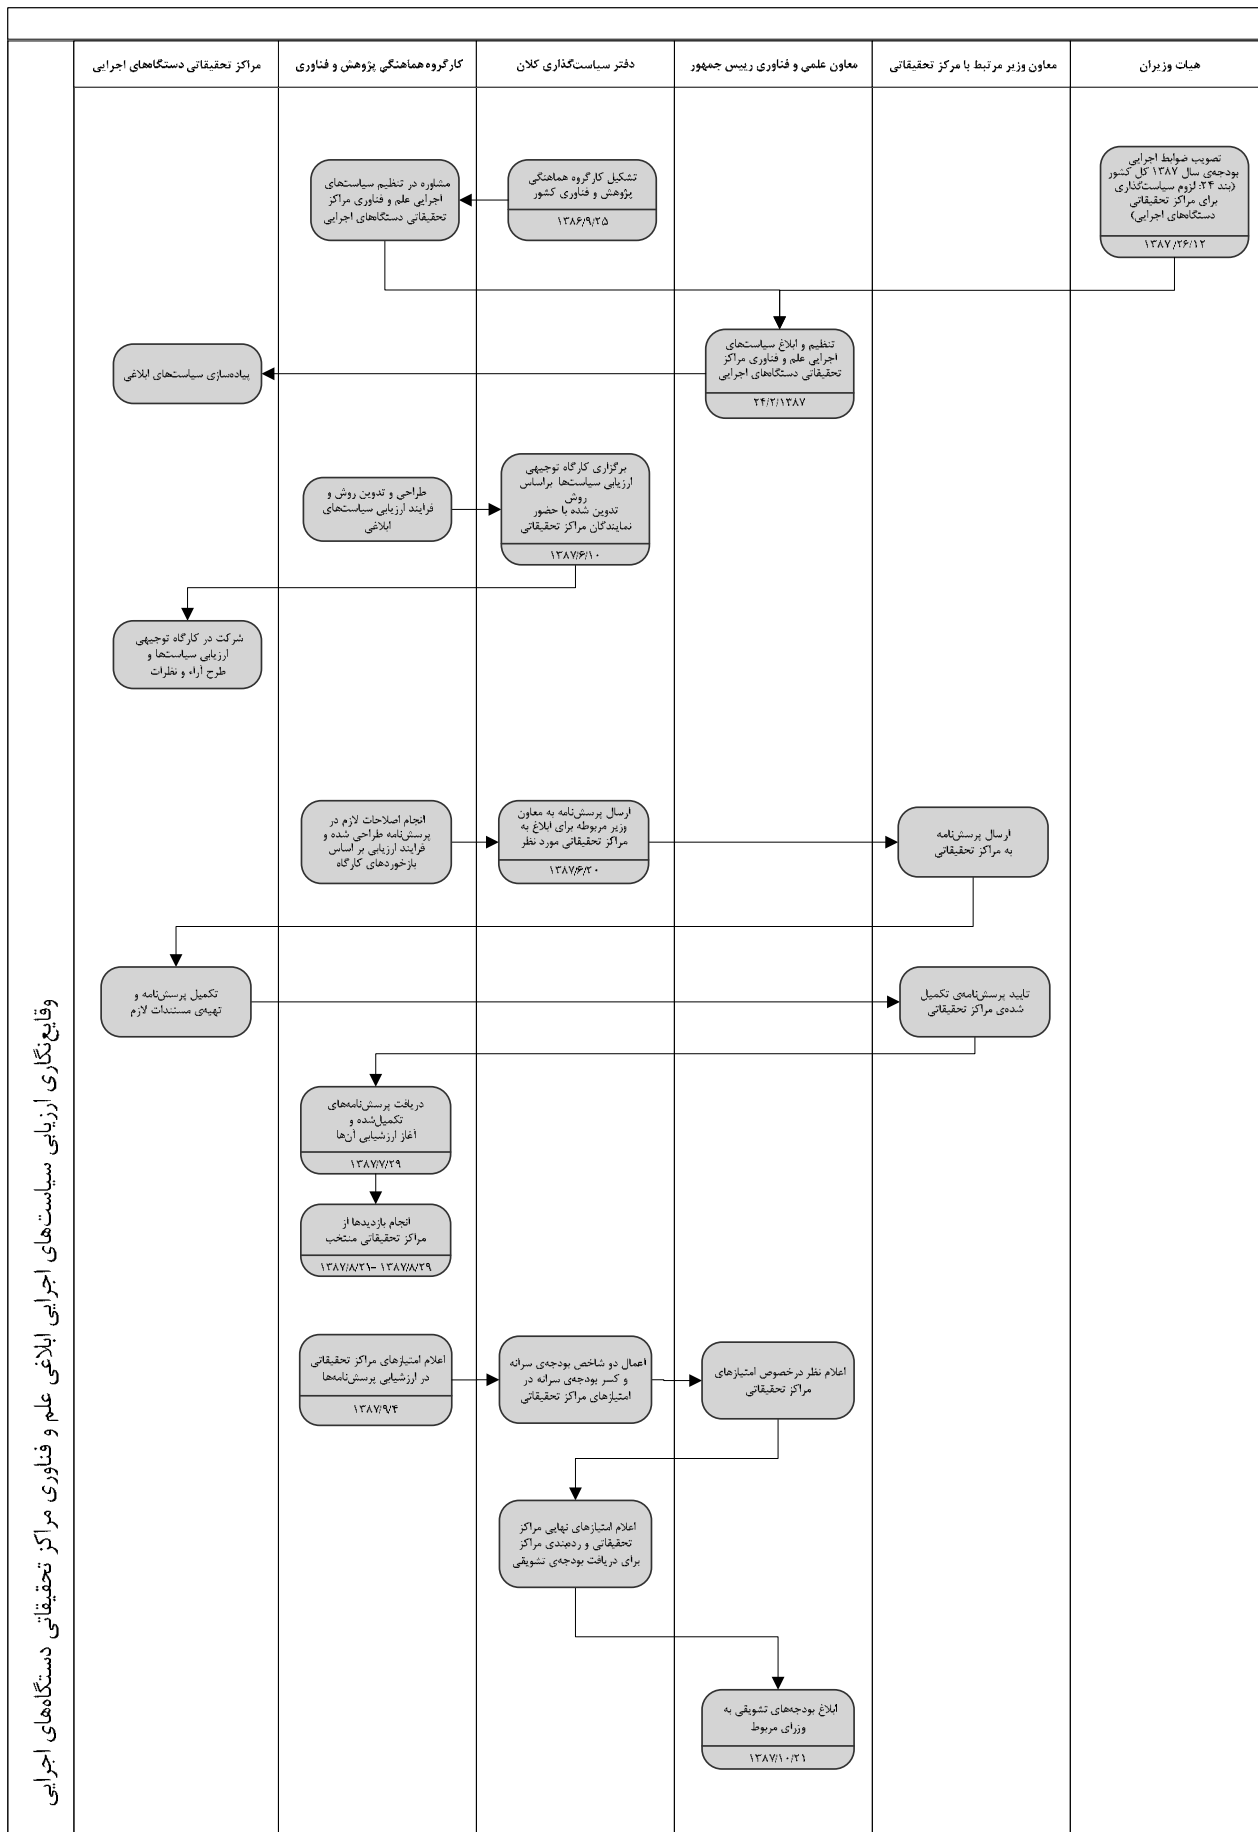 هیات وزیران
معاون وزیر مرتبط با مرکز تحقیقاتی
معاون علمی و فناوری رییس جمهور
دفتر سیاست‌گذاری کلان
کارگروه هماهنگی پژوهش و فناوری
مراکز تحقیقاتی دستگاه‌های اجرایی
تصویب ضوابط اجرایی
بودجه‌ی سال ۱۳۸۷ کل کشور
(بند ۲۴: لزوم سیاست‌گذاری
برای مراکز تحقیقاتی
دستگاه‌های اجرایی)
۱۳۸۷/۲۶/۱۲
تشکیل کارگروه هماهنگی
پژوهش و فناوری کشور
۱۳۸۶/۹/۲۵
مشاوره در تنظیم سیاست‌های
اجرایی علم و فناوری مراکز
تحقیقاتی دستگاه‌های اجرایی
تنظیم و ابلاغ سیاست‌های
اجرایی علم و فناوری مراکز
تحقیقاتی دستگاه‌های اجرایی
۲۴/۲/۱۳۸۷
پیاده‌سازی سیاست‌های ابلاغی
طراحی و تدوین روش و
فرایند ارزیابی سیاست‌های
ابلاغی
برگزاری کارگاه توجیهی
ارزیابی سیاست‌ها براساس
روش
تدوین شده با حضور
نمایندگان مراکز تحقیقاتی
۱۳۸۷/۶/۱۰
شرکت در کارگاه توجیهی
ارزیابی سیاست‌ها و
طرح آراء و نظرات
انجام اصلاحات لازم در
پرسش‌نامه طراحی شده و
فرایند ارزیابی بر اساس
بازخوردهای کارگاه
ارسال پرسش‌نامه به معاون
وزیر مربوطه برای ابلاغ به
مراکز تحقیقاتی مورد نظر
۱۳۸۷/۶/۲۰
ارسال پرسش‌نامه
به مراکز تحقیقاتی
تکمیل پرسش‌نامه و
تهیه‌ی مستندات لازم
تایید پرسش‌نامه‌ی تکمیل
شده‌ی مراکز تحقیقاتی
دریافت پرسش‌نامه‌های
تکمیل‌شده و
آغاز ارزشیابی آن‌ها
۱۳۸۷/۷/۲۹
انجام بازدیدها از
مراکز تحقیقاتی منتخب
۱۳۸۷/۸/۲۱– ۱۳۸۷/۸/۲۹
اعلام امتیازهای مراکز تحقیقاتی
در ارزشیابی پرسش‌نامه‌ها
۱۳۸۷/۹/۴
اعمال دو شاخص بودجه‌ی سرانه
و کسر بودجه‌ی سرانه در
امتیازهای مراکز تحقیقاتی
اعلام نظر درخصوص امتیازهای
مراکز تحقیقاتی
اعلام امتیازهای نهایی مراکز
تحقیقاتی و رده‌بندی مراکز
برای دریافت بودجه‌ی تشویقی
ابلاغ بودجه‌های تشویقی به
وزرای مربوط
۱۳۸۷/۱۰/۲۱
وقایع‌نگاری ارزیابی سیاست‌های اجرایی ابلاغی علم و فناوری مراکز تحقیقاتی دستگاه‌های اجرایی